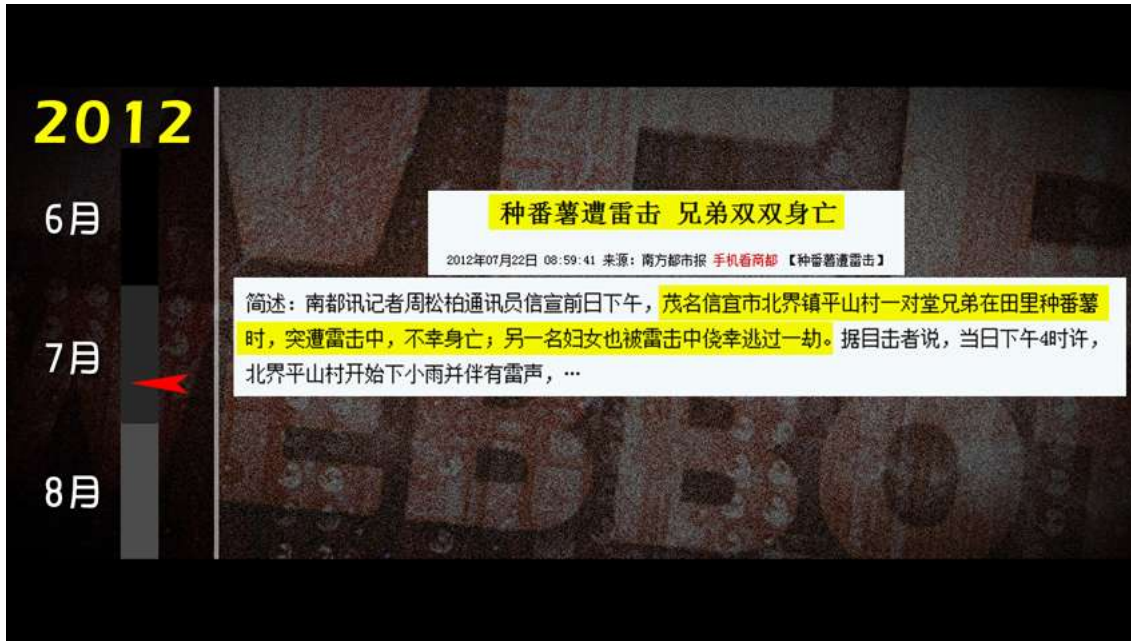 2012
6月
7月
8月
种番薯遭雷击 兄弟双双身亡
2012年07月22日 08:59:41 来源：南方都市报 手机看商都 【种番薯遭雷击】
简述：南都讯记者周松柏通讯员信宣前日下午，茂名信宜市北界镇平山村一对堂兄弟在田里种番薯
时，突遭雷击中，不幸身亡；另一名妇女也被雷击中侥幸逃过一劫。据目击者说，当日下午4时许，
北界平山村开始下小雨并伴有雷声，…